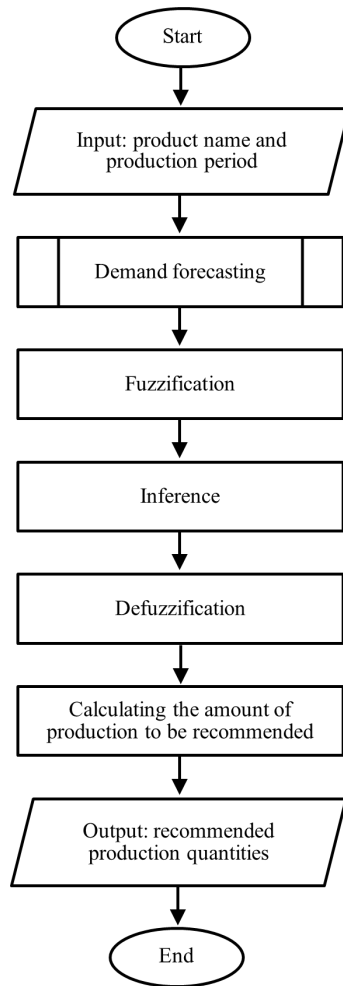 Start
Input: product name and
production period
Demand forecasting
Fuzzification
Inference
Defuzzification
Calculating the amount of
production to be recommended
Output: recommended
production quantities
End